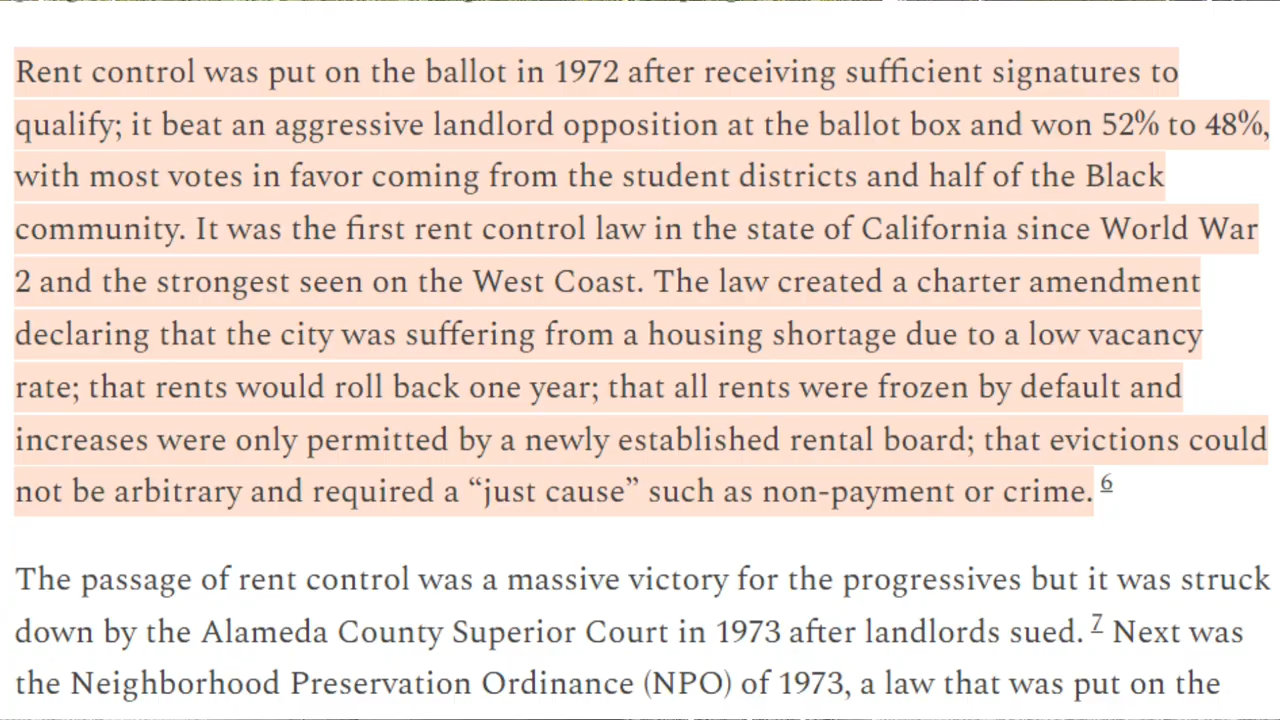 Rent control was put on the ballot in 1972 after receiving sufficient signatures to
qualify; it beat an aggressive landlord opposition at the ballot box and won 52% to 48%,
with most votes in favor coming from the student districts and half of the Black
community. It was the first rent control law in the state of California since World War
2 and the strongest seen on the West Coast. The law created a charter amendment
declaring that the city was suffering from a housing shortage due to a low vacancy
rate; that rents would roll back one year; that all rents were frozen by default and
increases were only permitted by a newly established rental board; that evictions could
not be arbitrary and required a “just cause” such as non-payment or crime. 6
The passage of rent control was a massive victory for the progressives but it was struck
down by the Alameda County Superior Court in 1973 after landlords sued. 7 Next was
the Neighborhood Preservation Ordinance (NPO) of 1973, a law that was put on the